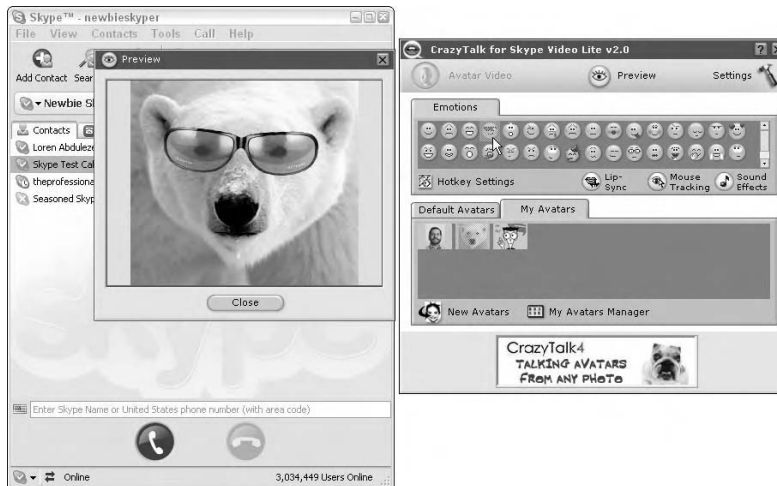 Skype™ - newbieskyper
File View Contacts Tools Call Help
Add Contact Sear
Newbie S
Contacts
Loren Abduleze
Skype Test Cal
theprofessiona
Seasoned Skyp
Preview
Close
Enter Skype Name or United States phone number (with area code)
Online
3,034,449 Users Online
CrazyTalk for Skype Video Lite v2.0
Avatar Video
Preview
Settings
Emotions
Hotkey Settings
Lip-
Sync
Mouse
Tracking
Sound
Effects
Default Avatars
My Avatars
New Avatars
My Avatars Manager
CrazyTalk4
TALKING AVATARS
FROM ANY PHOTO